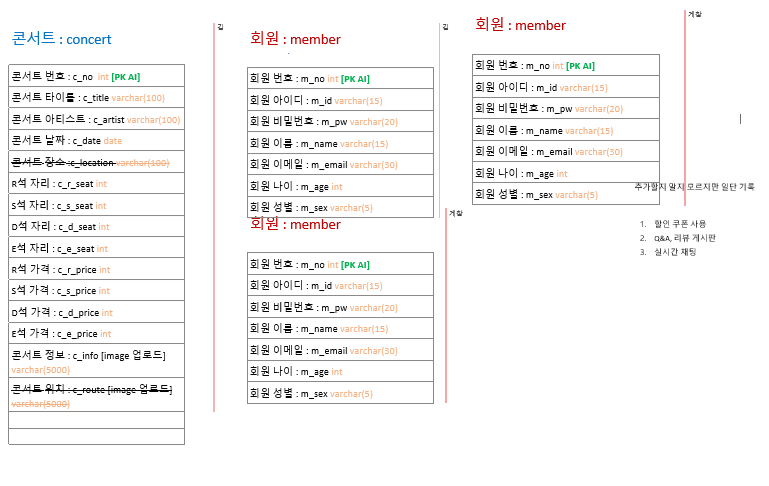 콘서트 : concert
콘서트 번호 : c_no int [PK AI]
콘서트 타이틀 : c_title varchar(100)
콘서트 아티스트 : c_artist varchar(100)
콘서트 날짜 : c_date date
콘서트 장소 :c_location varchar(100)
R석 자리 : c_r_seat int
S석 자리 : c_s_seat int
D석 자리 : c_d_seat int
E석 자리 : c_e_seat int
R석 가격 : c_r_price int
S석 가격 : c_s_price int
D석 가격 : c_d_price int
E석 가격 : c_e_price int
콘서트 정보 : c_info [image 업로드]
varchar(5000)
콘서트 위치 : c_route [image 업로드]
varchar(5000)
김
회원 : member
회원 번호 : m_no int [PK AI]
회원 아이디 : m_id varchar(15)
회원 비밀번호 : m_pw varchar(20)
회원 이름 : m_name varchar(15)
회원 이메일 : m_email varchar(30)
회원 나이 : m_age int
회원 성별 : m_sex varchar(5)
김
회원 : member
회원 번호 : m_no int [PK AI]
회원 아이디 : m_id varchar(15)
회원 비밀번호 : m_pw varchar(20)
회원 이름 : m_name varchar(15)
회원 이메일 : m_email varchar(30)
회원 나이 : m_age int
회원 성별 : m_sex varchar(5)
게찰
회원 : member
회원 번호 : m_no int [PK AI]
회원 아이디 : m_id varchar(15)
회원 비밀번호 : m_pw varchar(20)
회원 이름 : m_name varchar(15)
회원 이메일 : m_email varchar(30)
회원 나이 : m_age int
회원 성별 : m_sex varchar(5)
게찰
추가할지 말지 모르지만 일단 기록
1. 할인 쿠폰 사용
2. Q&A, 리뷰 게시판
3. 실시간 채팅